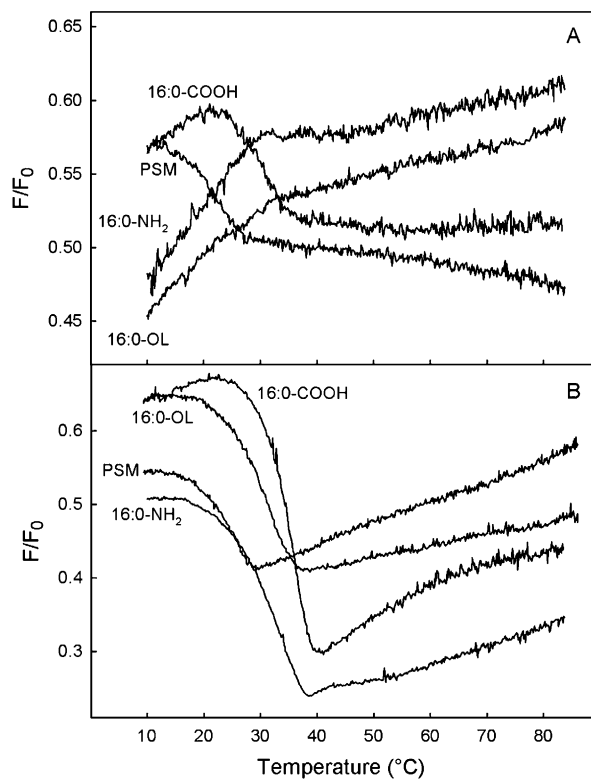 A
0.65
0.60
0.55
0.50
0.45
F/F₀
16:0-COOH
PSM
16:0-NH₂
16:0-OL
B
0.6
0.5
0.4
0.3
F/F₀
16:0-COOH
16:0-OL
PSM
16:0-NH₂
10 20 30 40 50 60 70 80
Temperature (°C)